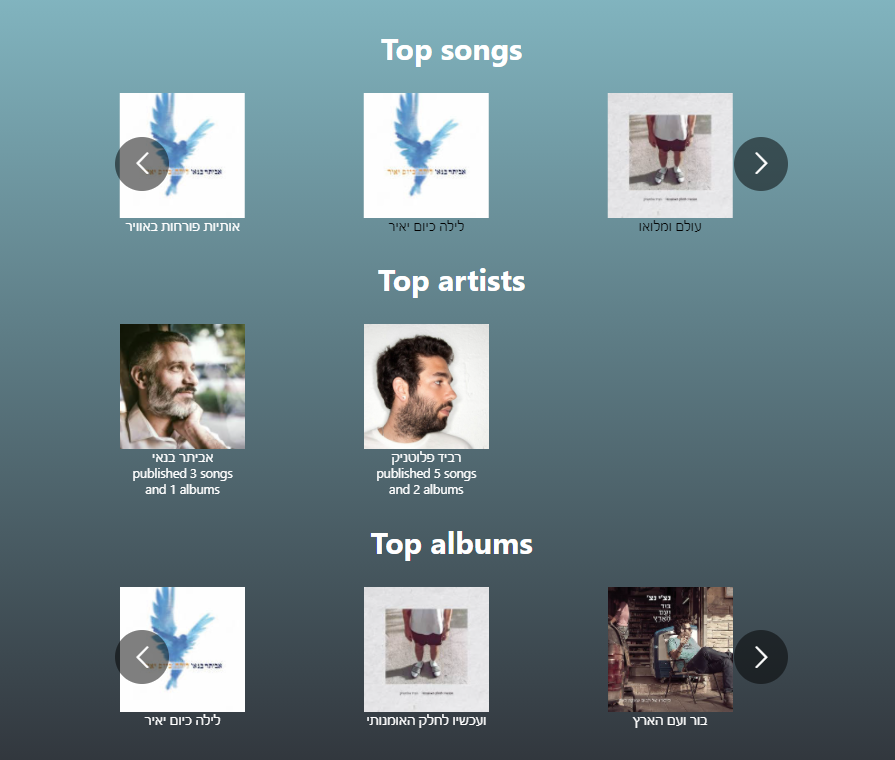 Top songs
אביתר בנאי לילה כיום יאיר
אביתר בנאי לילה כיום יאיר
אותיות פורחות באוויר
לילה כיום יאיר
עולם ומלואו
Top artists
אביתר בנאי
published 3 songs
and 1 albums
רביד פלוטניק
published 5 songs
and 2 albums
Top albums
אביתר בנאי לילה כיום יאיר
נצ'י נצ'
בור
ועם
הארץ
לילה כיום יאיר
ועכשיו לחלק האומנותי
בור ועם הארץ